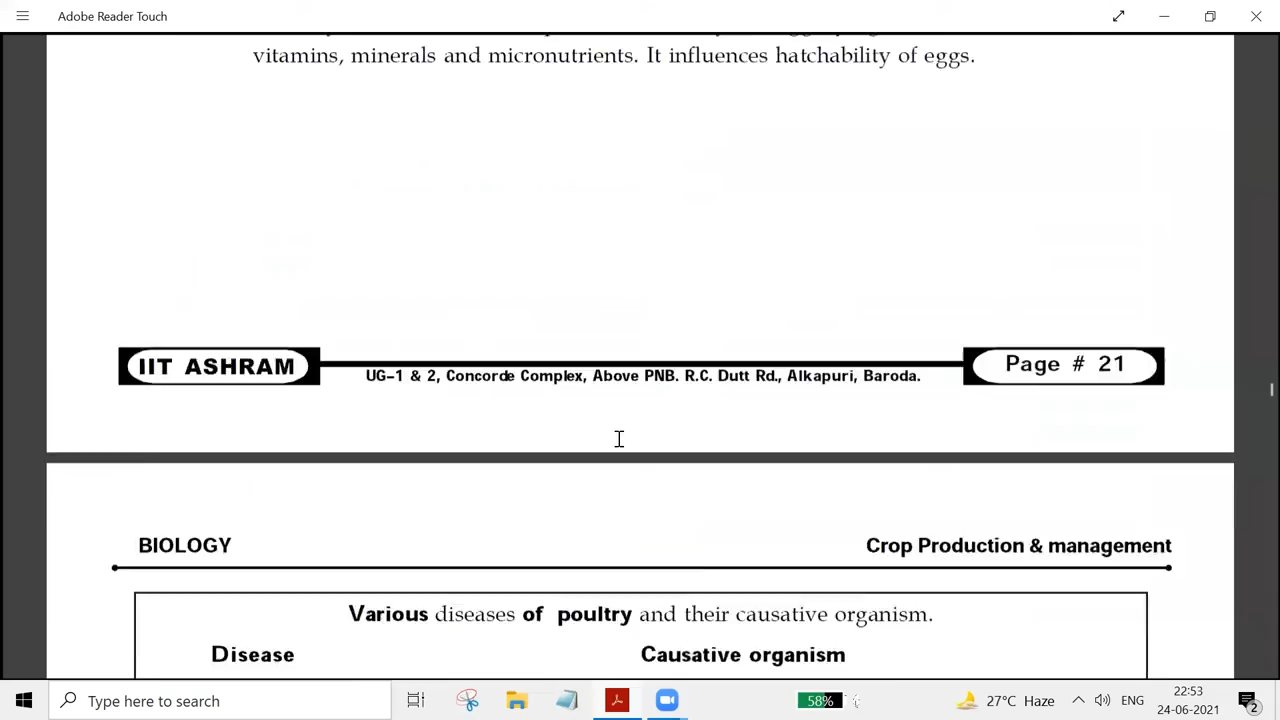 Adobe Reader Touch
vitamins, minerals and micronutrients. It influences hatchability of eggs.
IIT ASHRAM
UG-1 & 2, Concorde Complex, Above PNB. R.C. Dutt Rd., Alkapuri, Baroda.
Page # 21
BIOLOGY
Crop Production & management
Various diseases of poultry and their causative organism.
Disease
Causative organism
Type here to search
58%
27°C Haze
ENG
22:53
24-06-2021
2